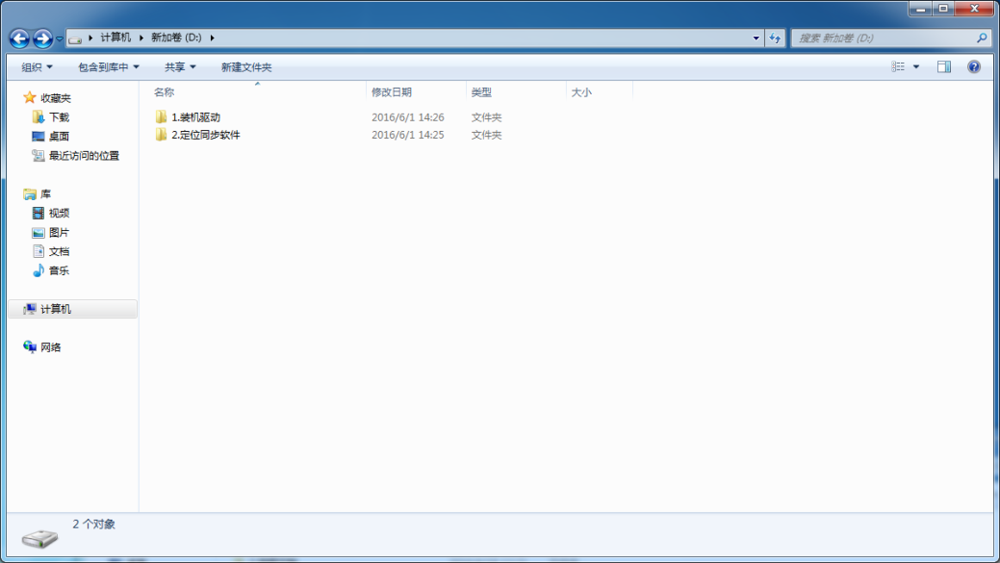 计算机 新加卷 (D:)
搜索 新加卷 (D:)
组织 包含到库中 共享 新建文件夹
名称 修改日期 类型 大小
1.装机驱动 2016/6/1 14:26 文件夹
2.定位同步软件 2016/6/1 14:25 文件夹
收藏夹
下载
桌面
最近访问的位置
库
视频
图片
文档
音乐
计算机
网络
2 个对象